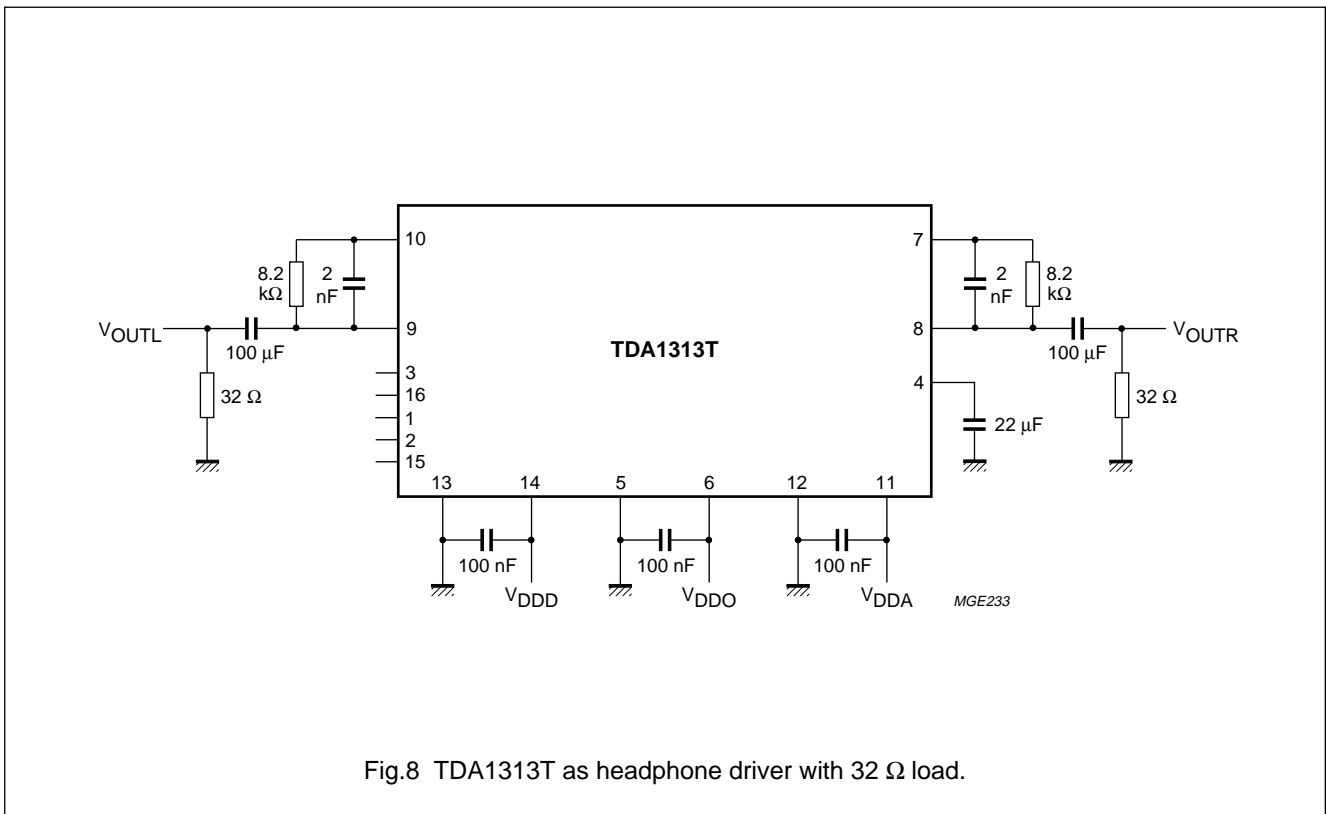 10
7
8.2 kΩ
2 nF
2 nF
8.2 kΩ
VOUTL
100 μF
9
8
100 μF
VOUTR
TDA1313T
32 Ω
3
16
1
2
15
4
22 μF
32 Ω
13
14
5
6
12
11
100 nF
100 nF
100 nF
VDDD
VDDO
VDDA
MGE233
Fig.8 TDA1313T as headphone driver with 32 Ω load.